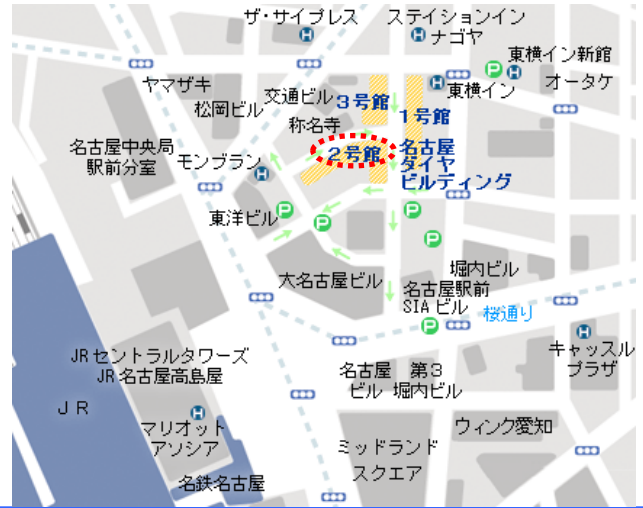 ザ・サイプレス
ステイションイン
ナゴヤ
東横イン新館
ヤマザキ
交通ビル
3号館
東横イン
オータケ
松岡ビル
1号館
称名寺
名古屋中央局
駅前分室
モンブラン
2号館
名古屋
ダイヤ
ビルディング
東洋ビル
大名古屋ビル
堀内ビル
名古屋駅前
SIAビル
桜通り
JRセントラルタワーズ
JR名古屋高島屋
名古屋
ビル
第3
堀内ビル
キャッスル
プラザ
JR
マリオット
アソシア
ミッドランド
スクエア
ウィンク愛知
名鉄名古屋
H
H
H
H
H
H
H
P
P
P
P
P
P